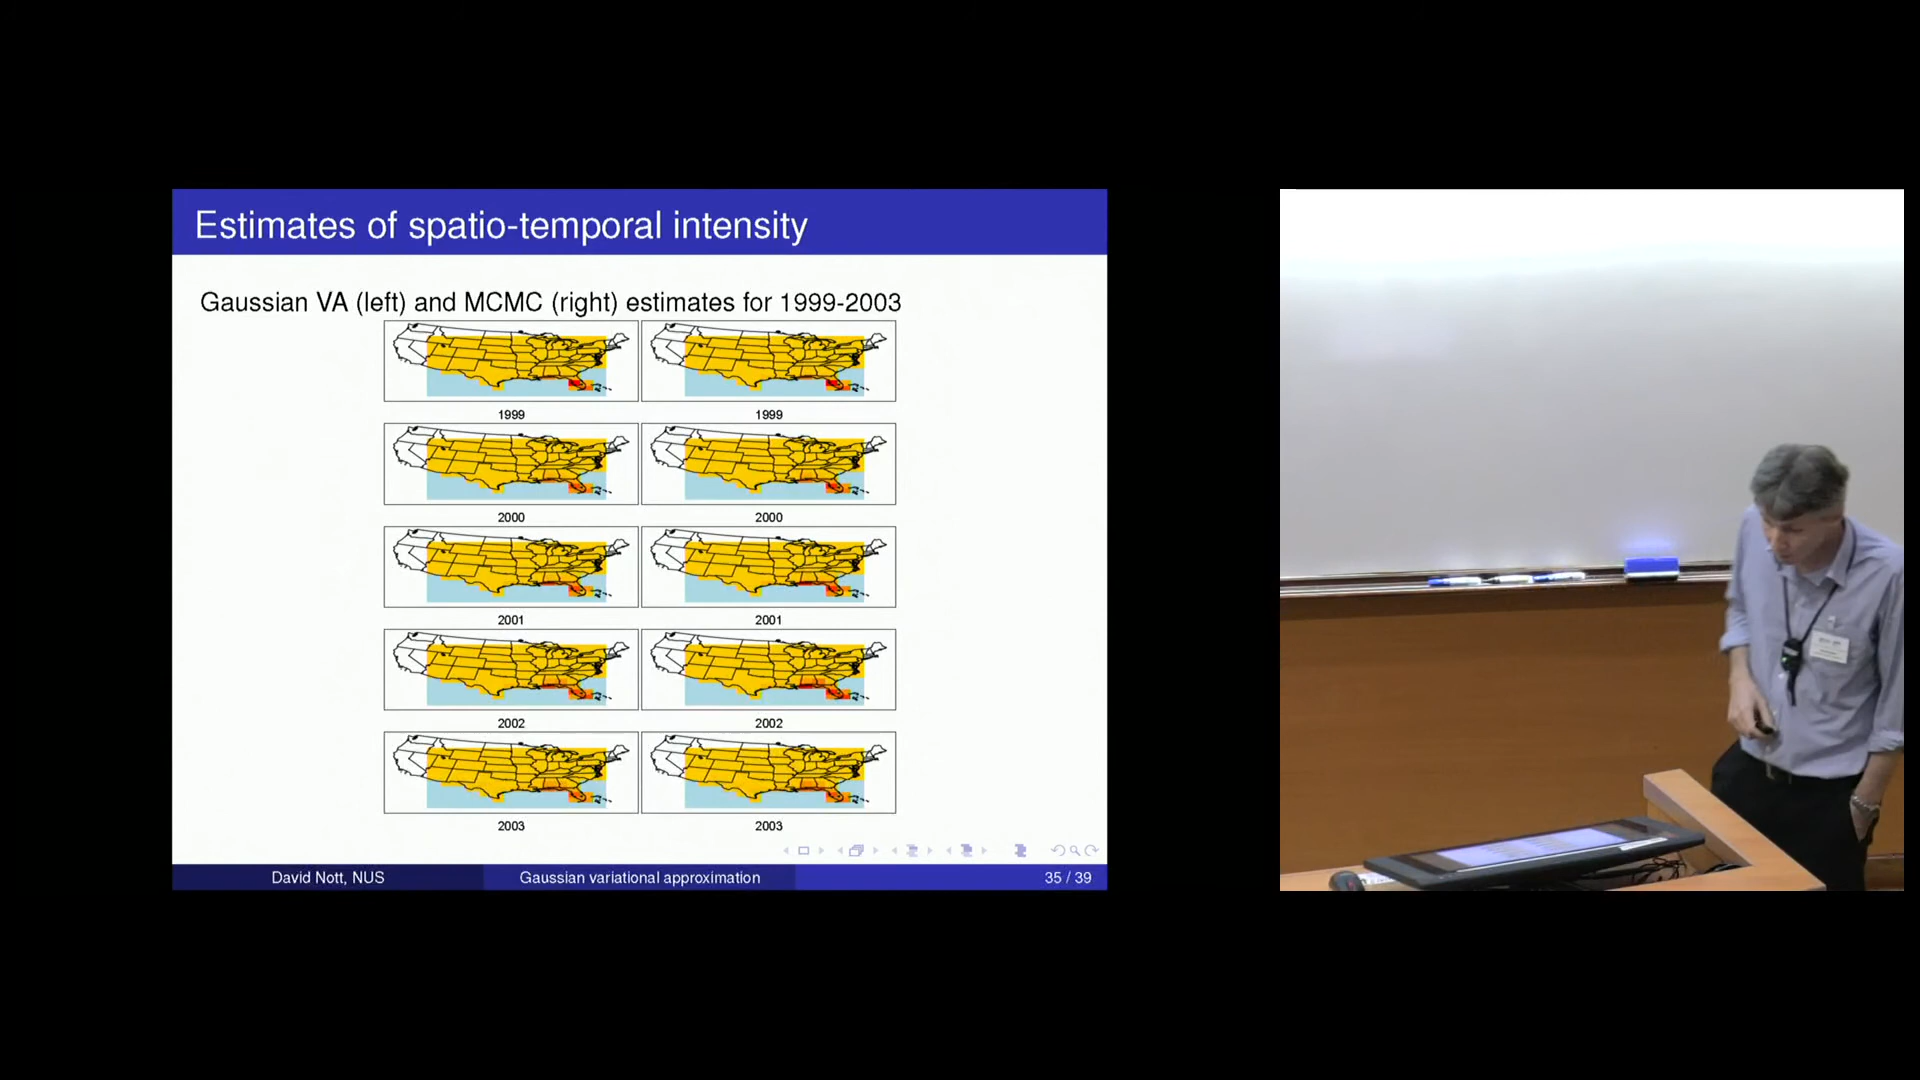 Estimates of spatio-temporal intensity
Gaussian VA (left) and MCMC (right) estimates for 1999-2003
1999 1999
2000 2000
2001 2001
2002 2002
2003 2003
David Nott, NUS Gaussian variational approximation 35 / 39